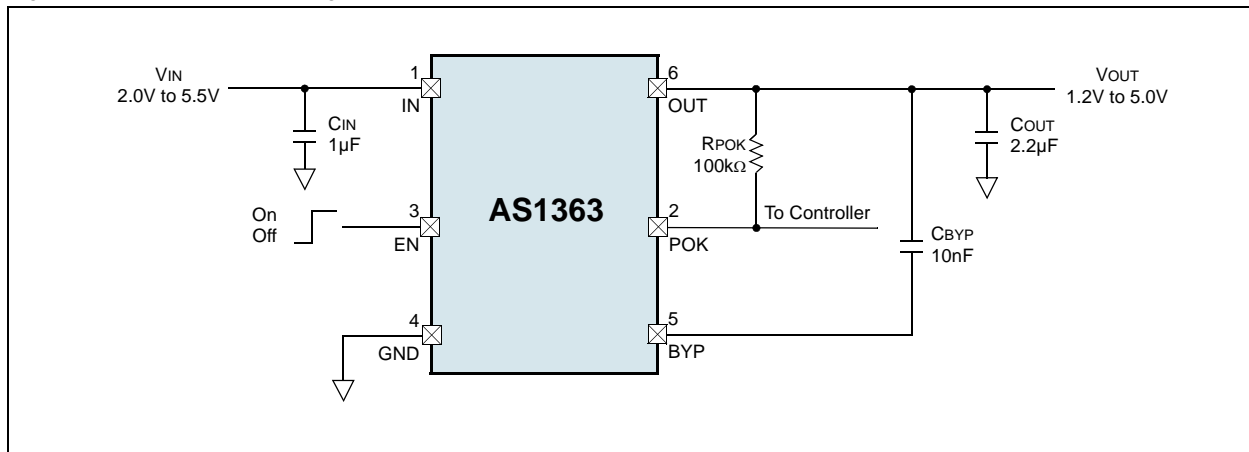 VIN
2.0V to 5.5V
CIN
1µF
1
IN
On
Off
3
EN
4
GND
AS1363
6
OUT
RPOK
100kΩ
2
POK
To Controller
5
BYP
CBYP
10nF
COUT
2.2µF
VOUT
1.2V to 5.0V